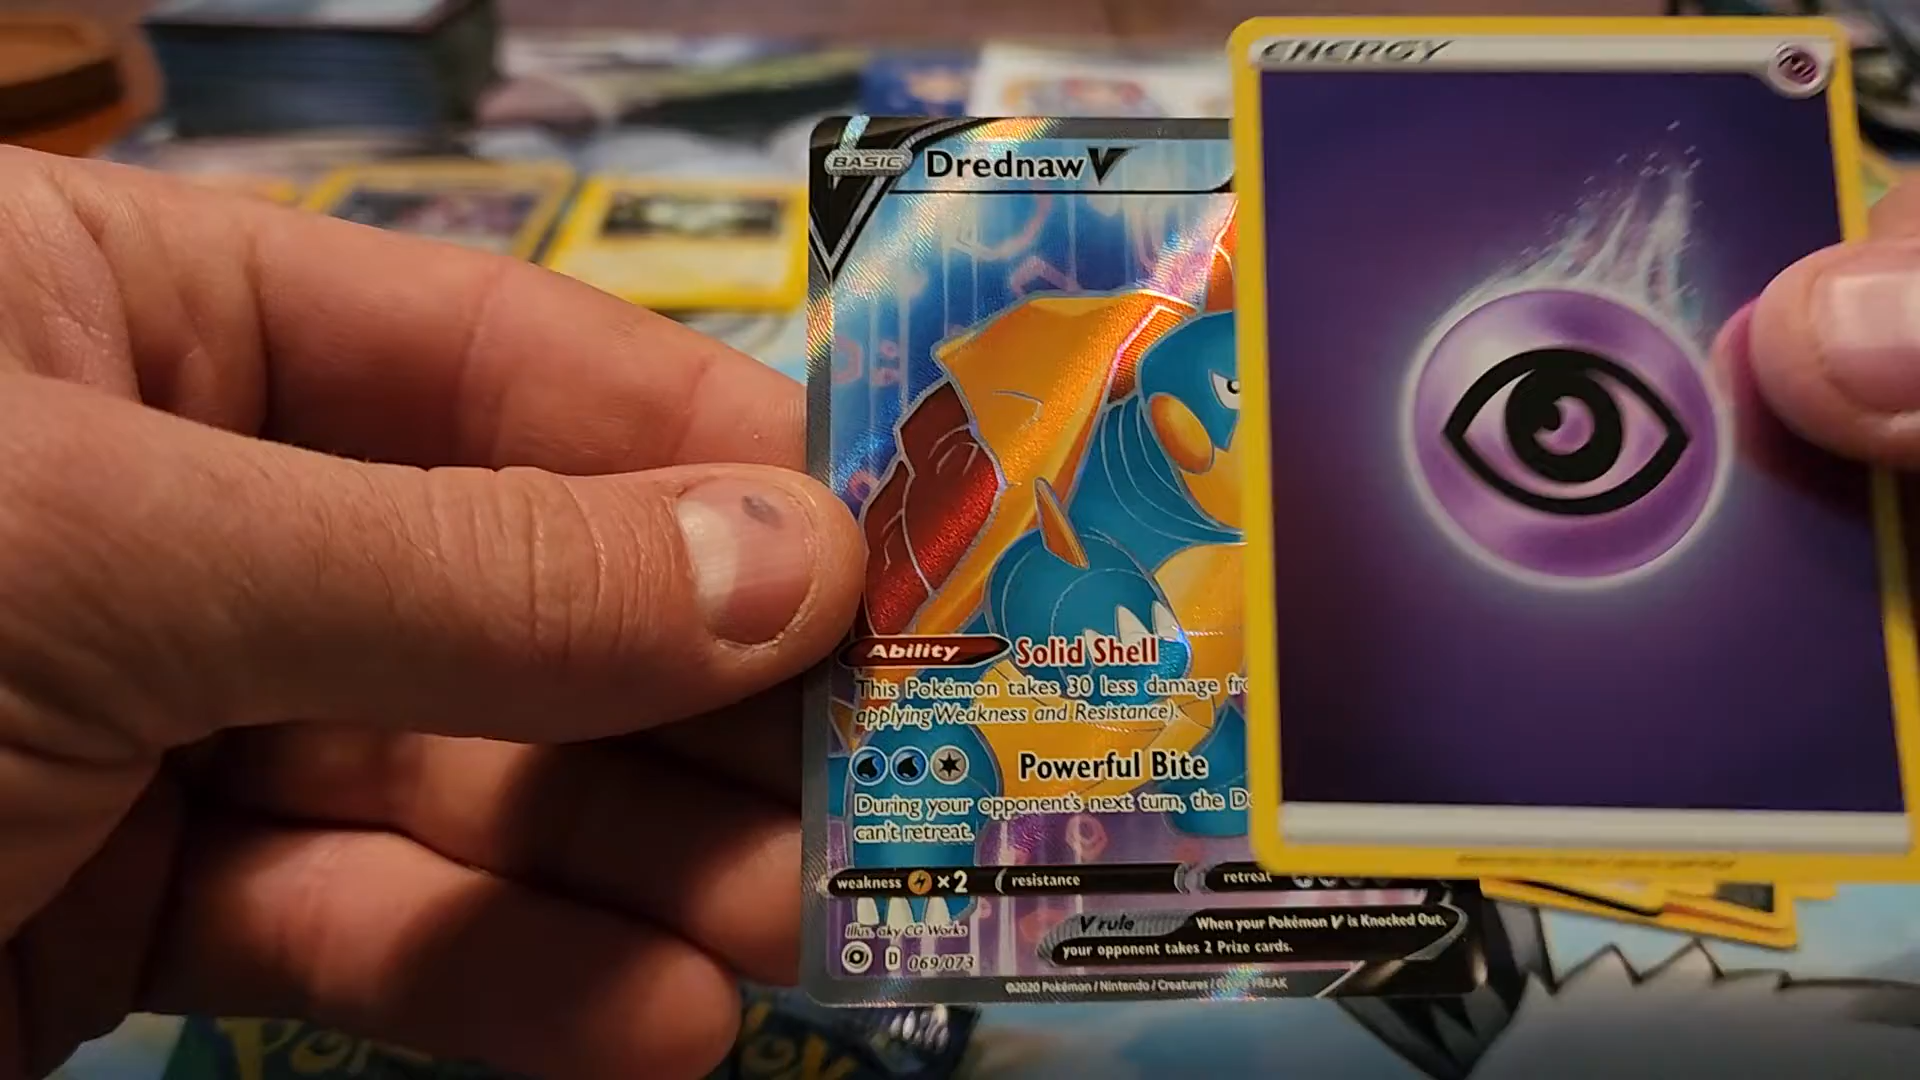 ENERGY
BASIC Drednaw V
Ability Solid Shell
This Pokémon takes 30 less damage
applying Weakness and Resistance).
Powerful Bite
During your opponent's next turn, the
can't retreat.
weakness ×2 resistance retreat
Illus. aky CG Works
V rule When your Pokémon V is Knocked Out,
your opponent takes 2 Prize cards.
D 069/073
©2020 Pokémon / Nintendo / Creatures / GAME FREAK